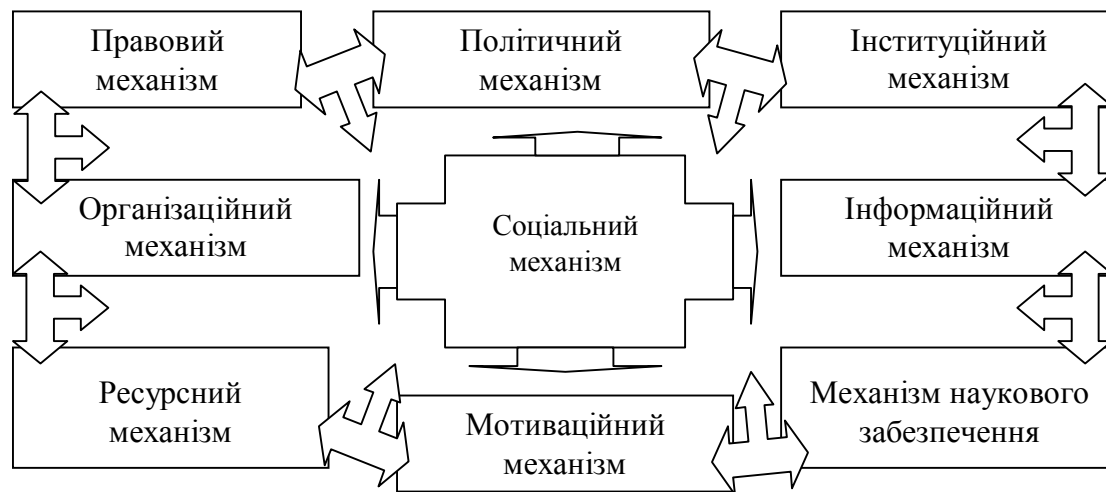 Правовий
механізм
Політичний
механізм
Інституційний
механізм
Організаційний
механізм
Соціальний
механізм
Інформаційний
механізм
Ресурсний
механізм
Мотиваційний
механізм
Механізм наукового
забезпечення